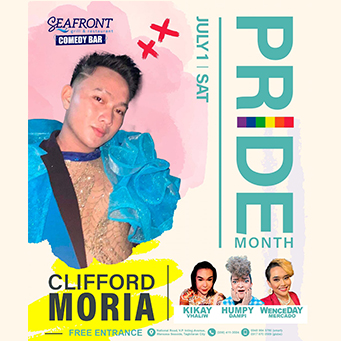 SEAFRONT
grill & restaurant
COMEDY BAR
JULY 1 | SAT
PRIDE
MONTH
CLIFFORD
MORIA
KIKAY
VHALIW
HUMPY
DAMPI
WENCEDAY
MERCADO
FREE ENTRANCE